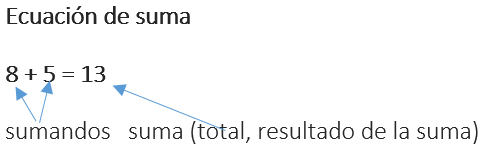 Ecuación de suma
8 + 5 = 13
sumandos suma (total, resultado de la suma)